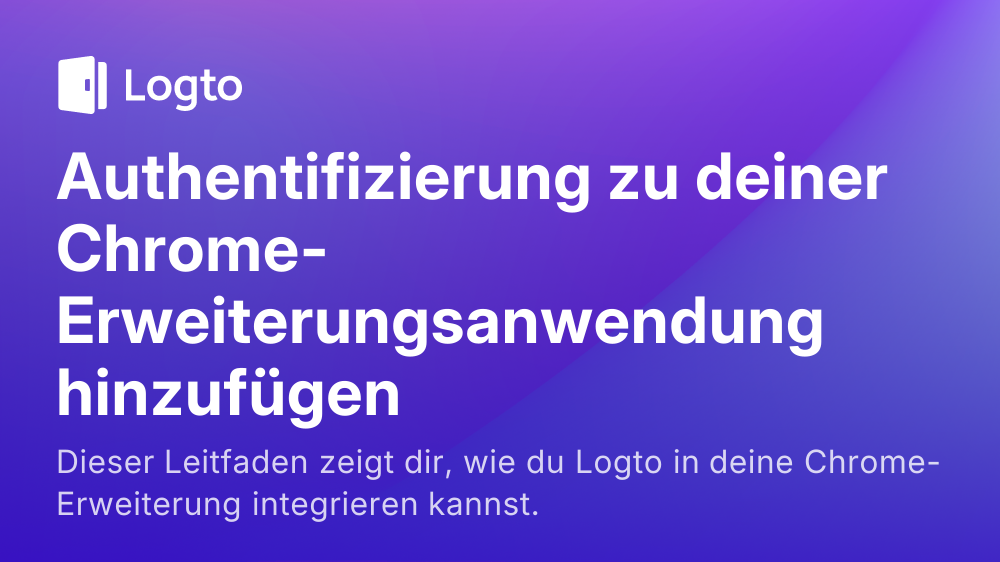 Logto
Authentifizierung zu deiner
Chrome-
Erweiterungsanwendung
hinzufügen
Dieser Leitfaden zeigt dir, wie du Logto in deine Chrome-
Erweiterung integrieren kannst.